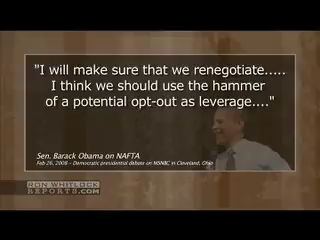 "I will make sure that we renegotiate.....
I think we should use the hammer
of a potential opt-out as leverage...."
Sen. Barack Obama on NAFTA
Feb 26, 2008 - Democratic presidential debate on MSNBC in Cleveland, Ohio
RON WHITLOCK
REPORTS.COM